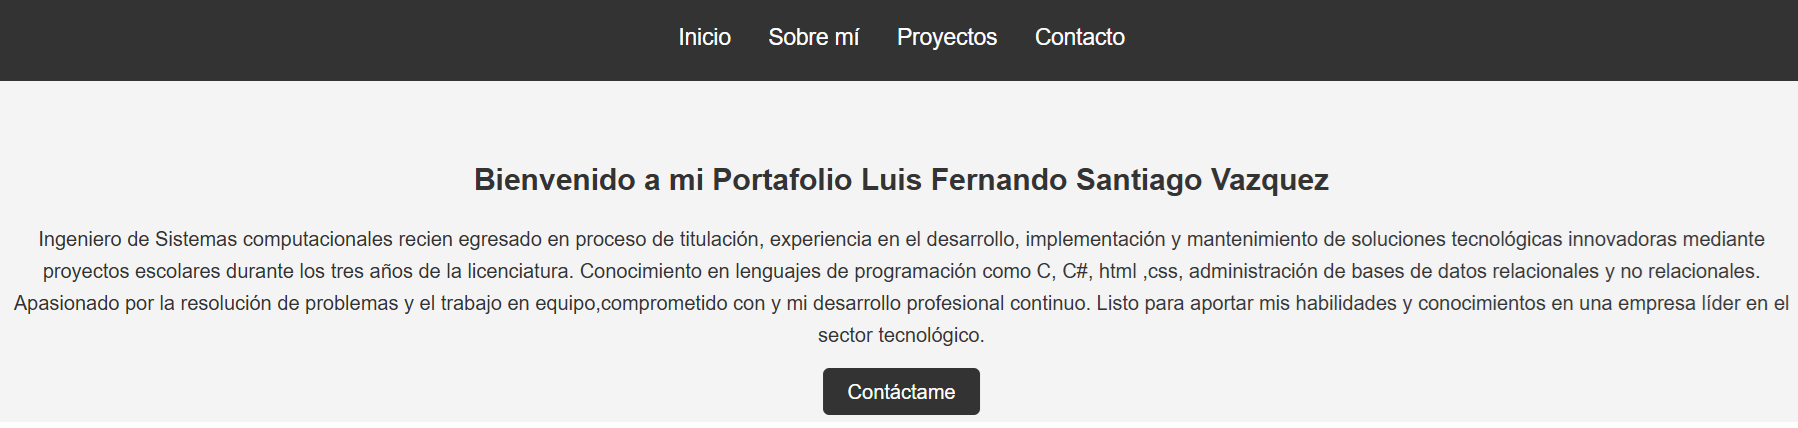 Inicio Sobre mí Proyectos Contacto
Bienvenido a mi Portafolio Luis Fernando Santiago Vazquez
Ingeniero de Sistemas computacionales recien egresado en proceso de titulación, experiencia en el desarrollo, implementación y mantenimiento de soluciones tecnológicas innovadoras mediante
proyectos escolares durante los tres años de la licenciatura. Conocimiento en lenguajes de programación como C, C#, html ,css, administración de bases de datos relacionales y no relacionales.
Apasionado por la resolución de problemas y el trabajo en equipo,comprometido con y mi desarrollo profesional continuo. Listo para aportar mis habilidades y conocimientos en una empresa líder en el
sector tecnológico.
Contáctame